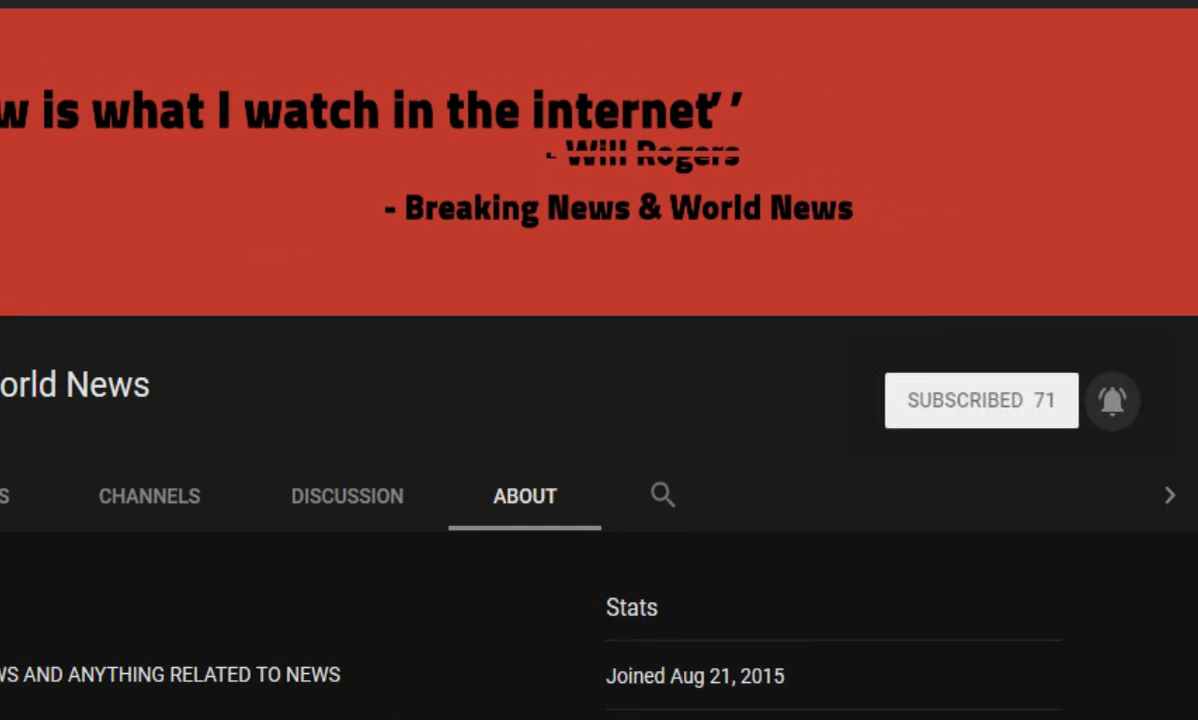 w is what I watch in the internet’ ’
- Will Rogers
- Breaking News & World News
orld News
SUBSCRIBED 71
S CHANNELS DISCUSSION ABOUT
Stats
WS AND ANYTHING RELATED TO NEWS
Joined Aug 21, 2015